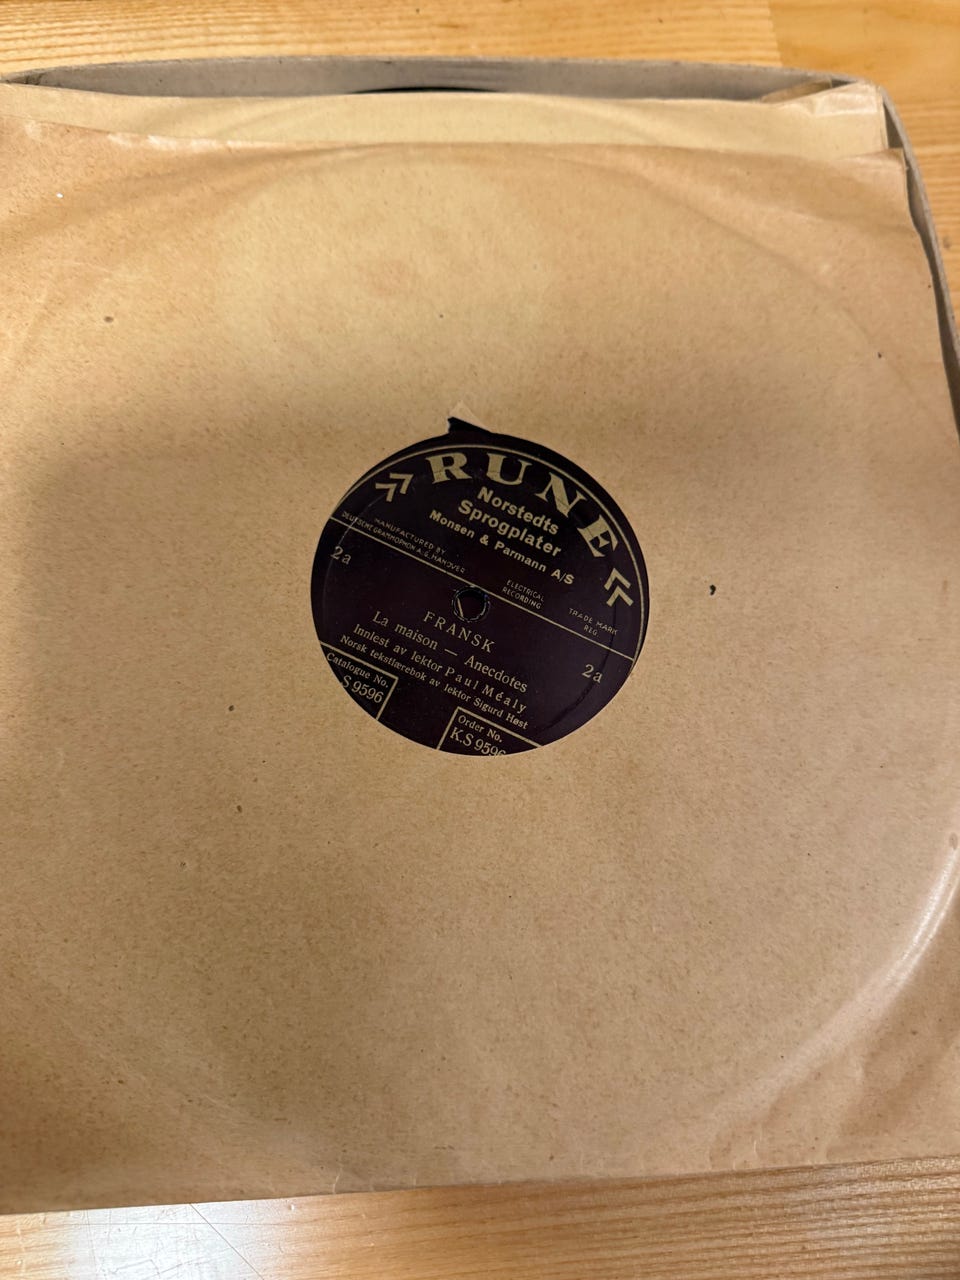 RUNE
Norstedts
Sprogplater
Monsen & Parmann A/S
MANUFACTURED BY
DEUTSCHE GRAMMOPHON A.G., HANOVER
ELECTRICAL
RECORDING
TRADE MARK
REG
2a
2a
FRANSK
La maison — Anecdotes
Innlest av lektor Paul Méaly
Norsk tekstlærebok av lektor Sigurd Høst
Catalogue No.
S 9596
Order No.
K.S 9596